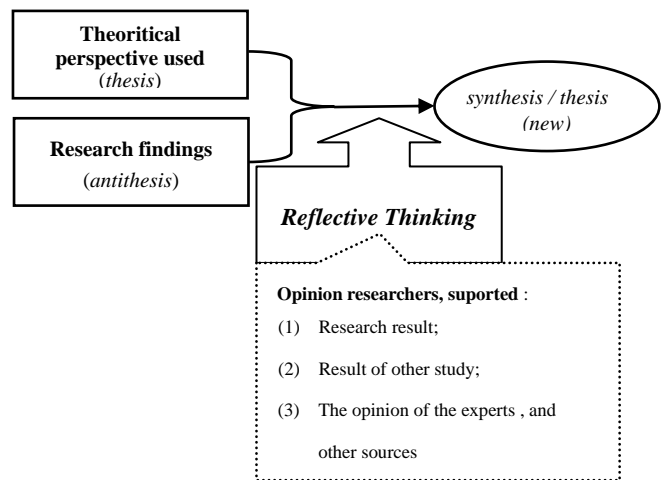 Theoritical
perspective used
(thesis)
Research findings
(antithesis)
synthesis / thesis
(new)
Reflective Thinking
Opinion researchers, suported :
(1) Research result;
(2) Result of other study;
(3) The opinion of the experts , and
other sources